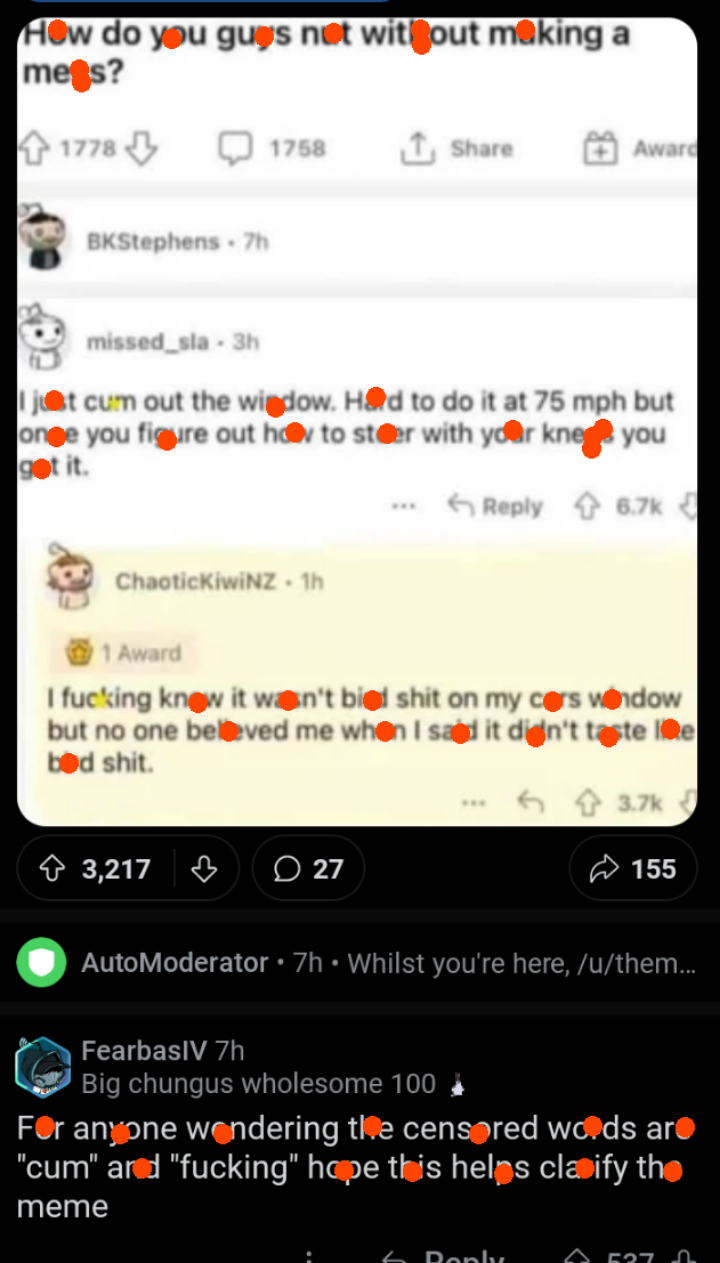 How do you guys nut without making a
mess?
1778 1758 Share Award
BKStephens • 7h
missed_sla • 3h
I just cum out the window. Hard to do it at 75 mph but
once you figure out how to steer with your knees you
got it.
... Reply 6.7k
ChaoticKiwiNZ • 1h
1 Award
I fucking knew it wasn't bird shit on my cars window
but no one believed me when I said it didn't taste like
bird shit.
... 3.7k
3,217 27 155
AutoModerator • 7h • Whilst you're here, /u/them...
FearbasIV 7h
Big chungus wholesome 100
For anyone wondering the censored words are
"cum" and "fucking" hope this helps clarify the
meme
Reply 537